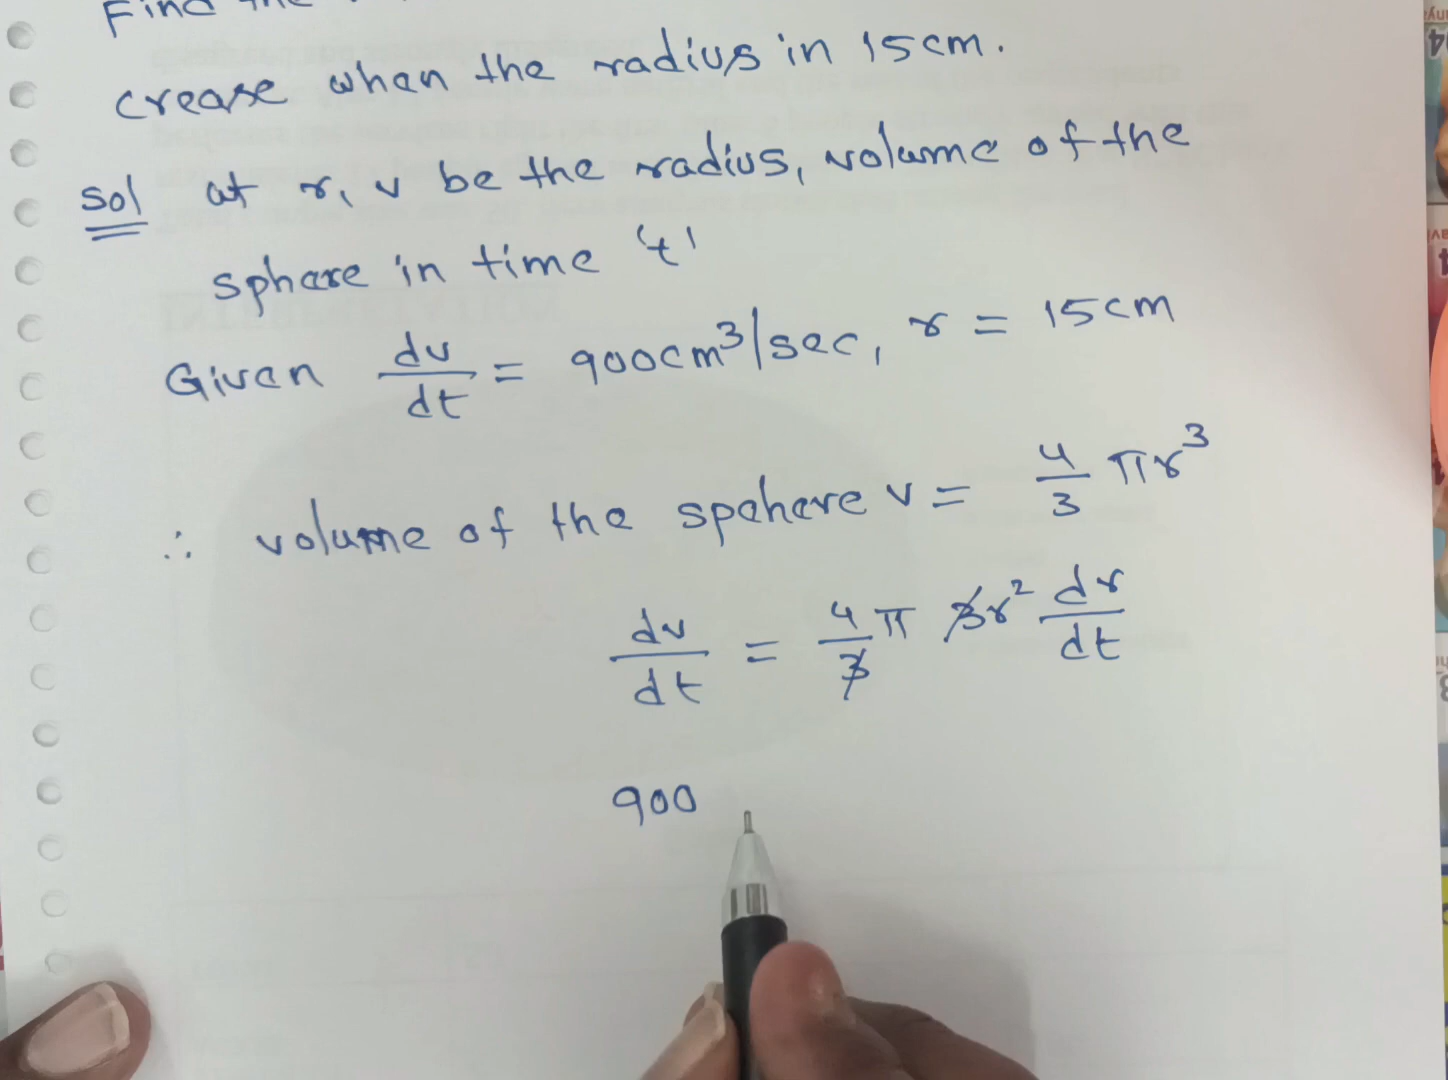 Find the
crease when the radius in 15cm.
Sol at r, v be the radius, volume of the
sphere in time 't'
Given dv/dt = 900cm³/sec, r = 15cm
∴ volume of the spehere v = 4/3 πr³
dv/dt = 4/3 π 3r² dr/dt
900